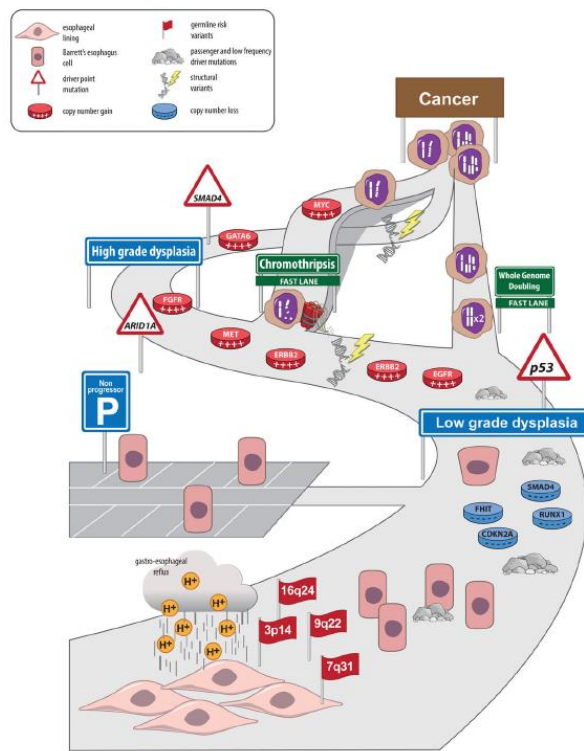 esophageal
lining
Barrett's esophagus
cell
driver point
mutation
copy number gain
germline risk
variants
passenger and low frequency
driver mutations
structural
variants
copy number loss
Cancer
SMAD4
MYC
GATA6
High grade dysplasia
Chromothripsis
FAST LANE
Whole Genome
Doubling
FAST LANE
FGFR
x2
ARID1A
MET
ERBB2
ERBB2
EGFR
p53
Non
progressor
P
Low grade dysplasia
SMAD4
FHIT
RUNX1
CDKN2A
gastro-esophageal
reflux
H+
H+
H+
H+
H+
H+
H+
16q24
3p14
9q22
7q31